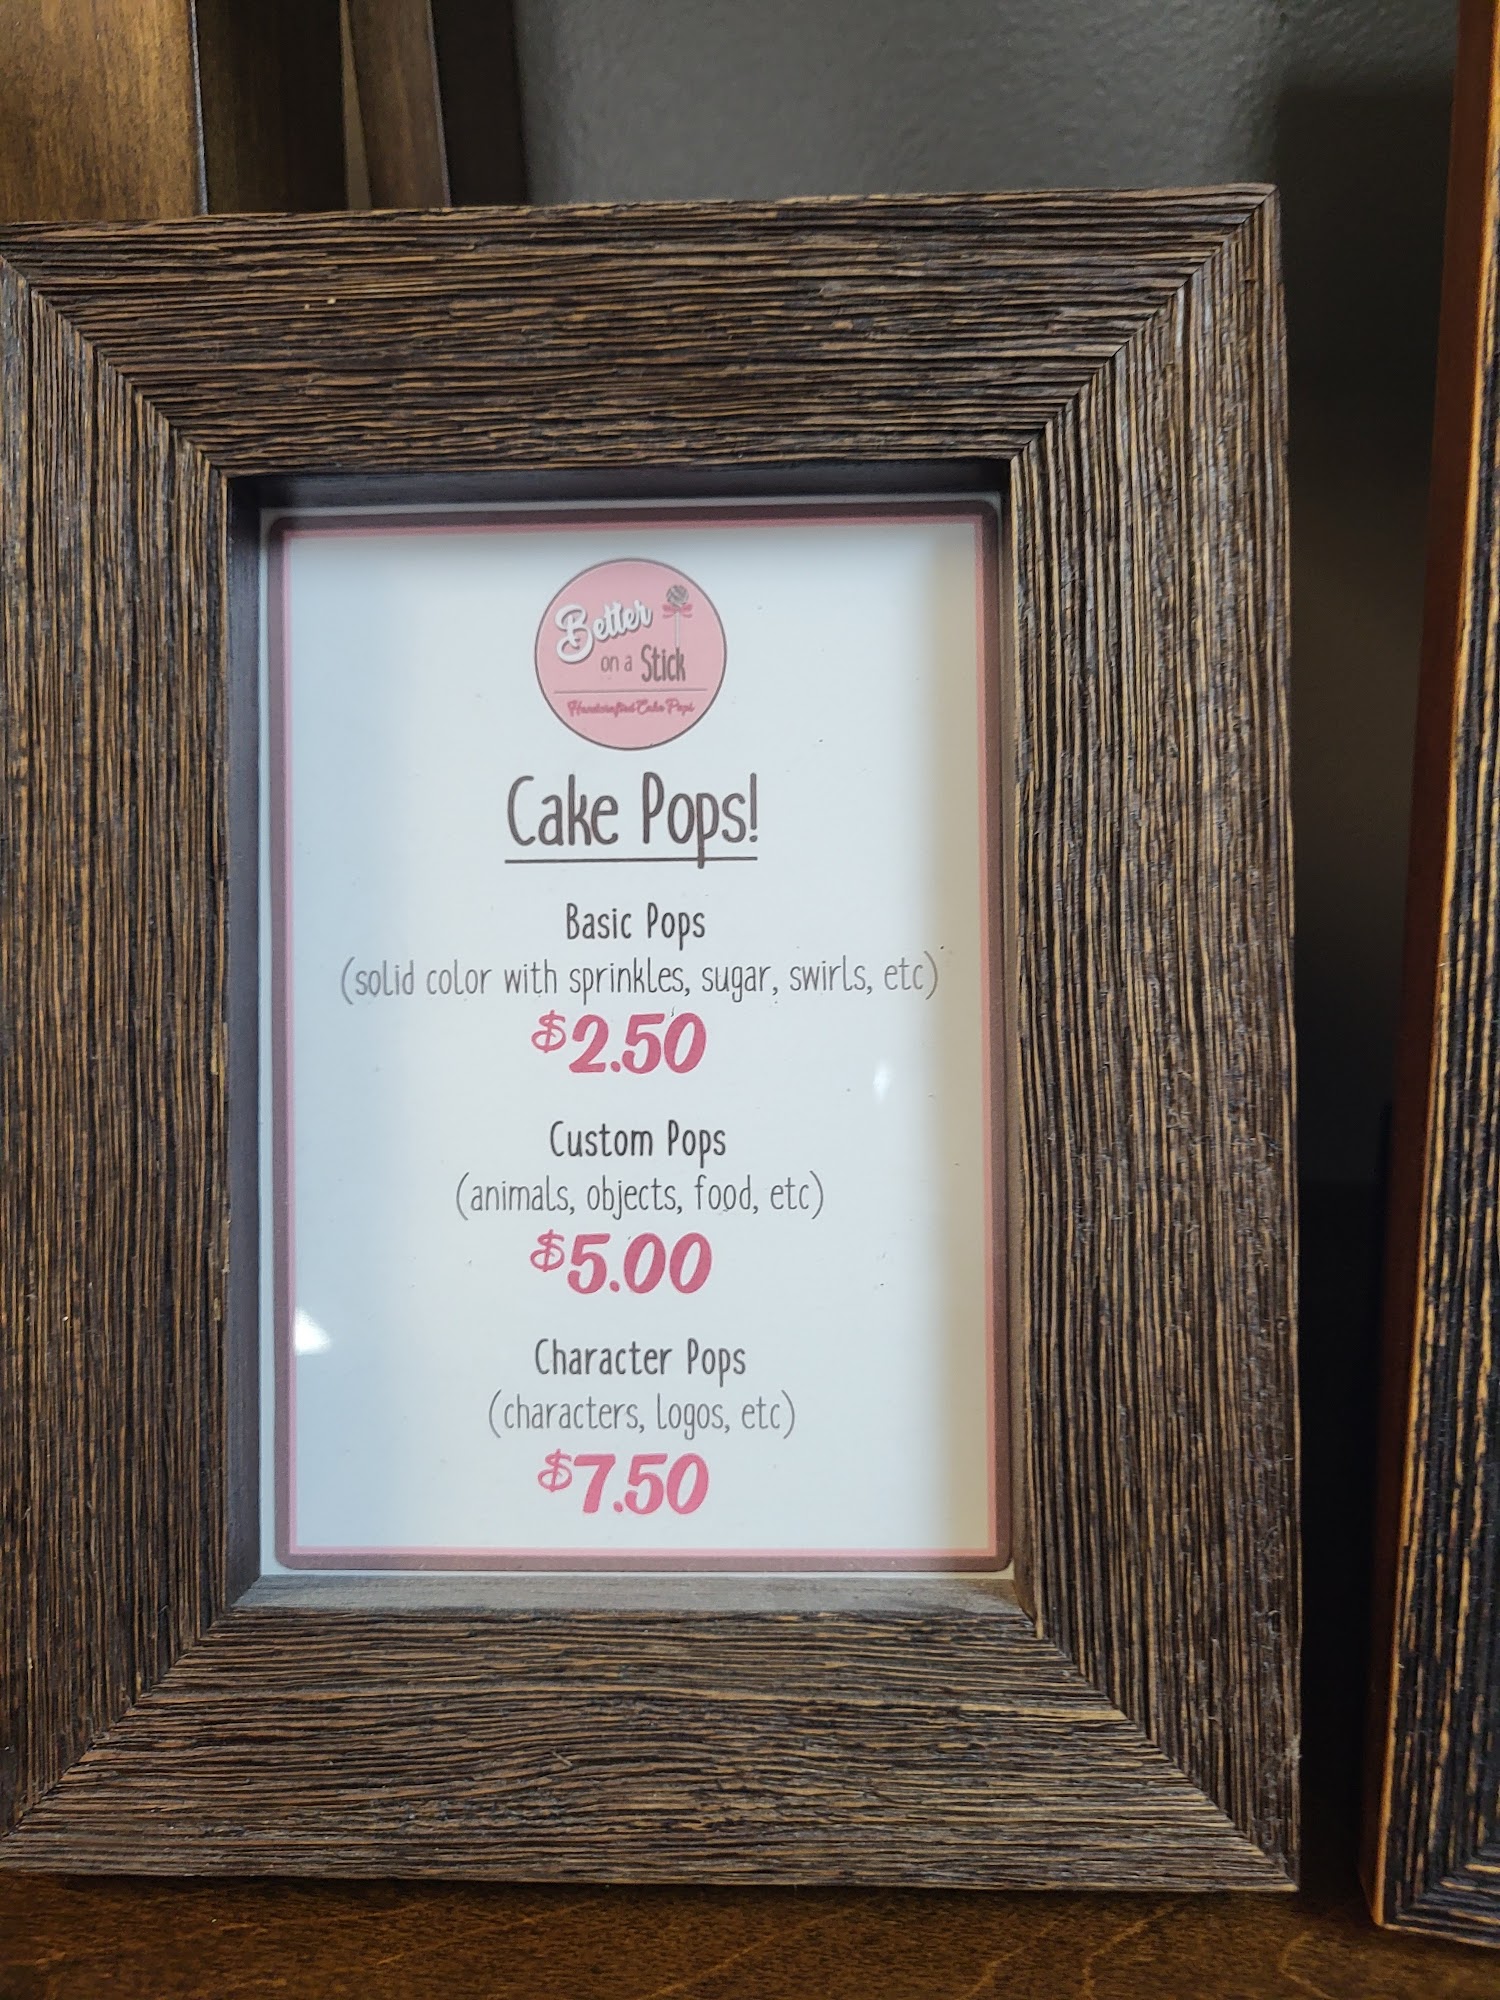 Better
on a Stick
Handcrafted Cake Pops
Cake Pops!
Basic Pops
(solid color with sprinkles, sugar, swirls, etc)
$2.50
Custom Pops
(animals, objects, food, etc)
$5.00
Character Pops
(characters, logos, etc)
$7.50